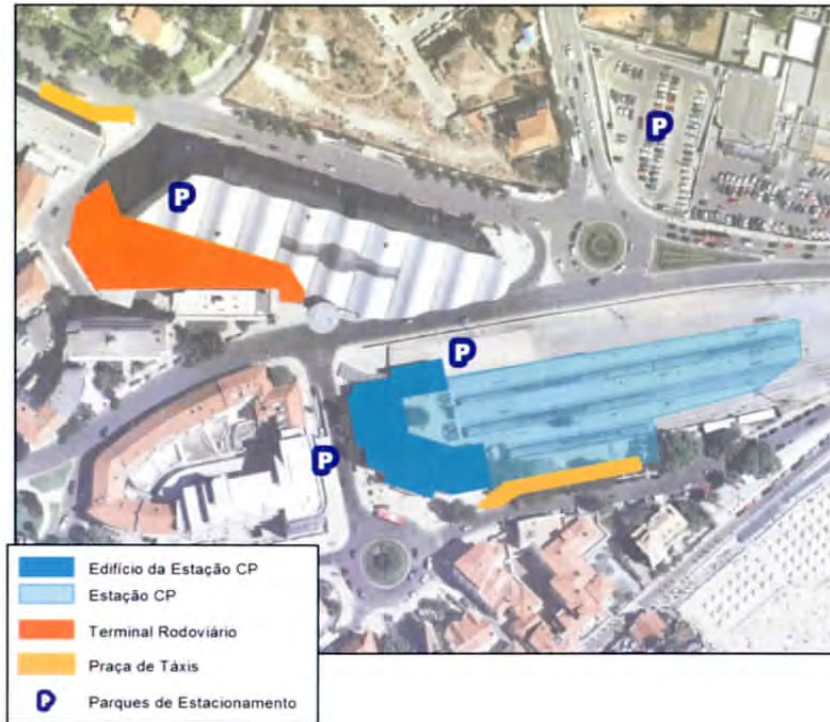 P
P
P
P
Edifício da Estação CP
Estação CP
Terminal Rodoviário
Praça de Táxis
P Parques de Estacionamento